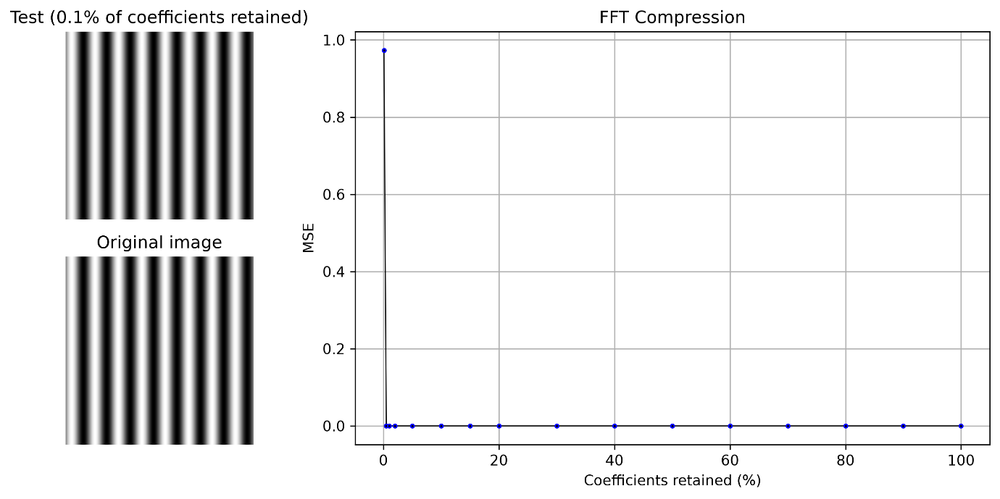 Test (0.1% of coefficients retained)
Original image
FFT Compression
MSE
1.0
0.8
0.6
0.4
0.2
0.0
0 20 40 60 80 100
Coefficients retained (%)